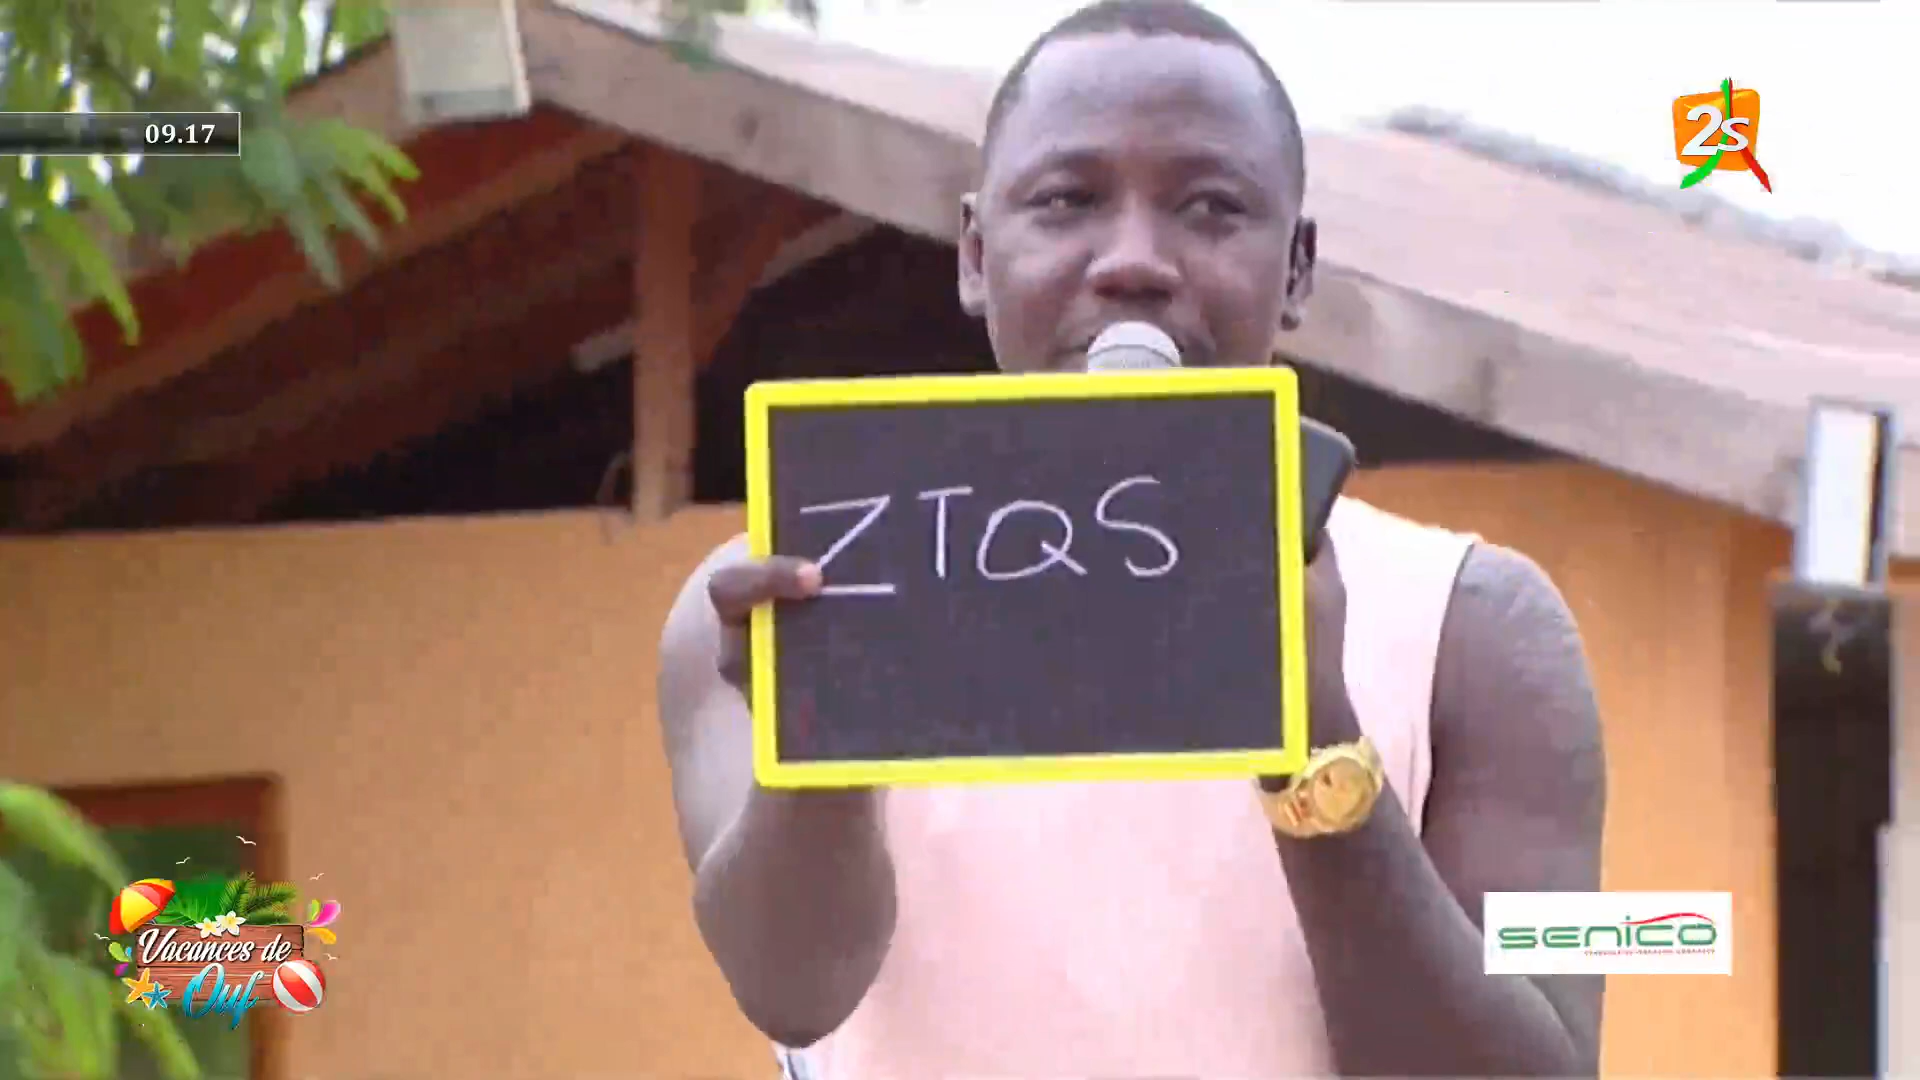 09.17
2s
ZTQS
Vacances de
Ouf
senico